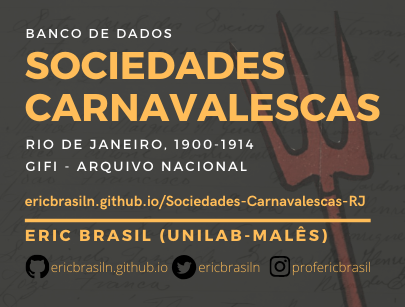 BANCO DE DADOS
SOCIEDADES
CARNAVALESCAS
RIO DE JANEIRO, 1900-1914
GIFI - ARQUIVO NACIONAL
ericbrasiln.github.io/Sociedades-Carnavalescas-RJ
ERIC BRASIL (UNILAB-MALÊS)
ericbrasiln.github.io ericbrasiln profericbrasil